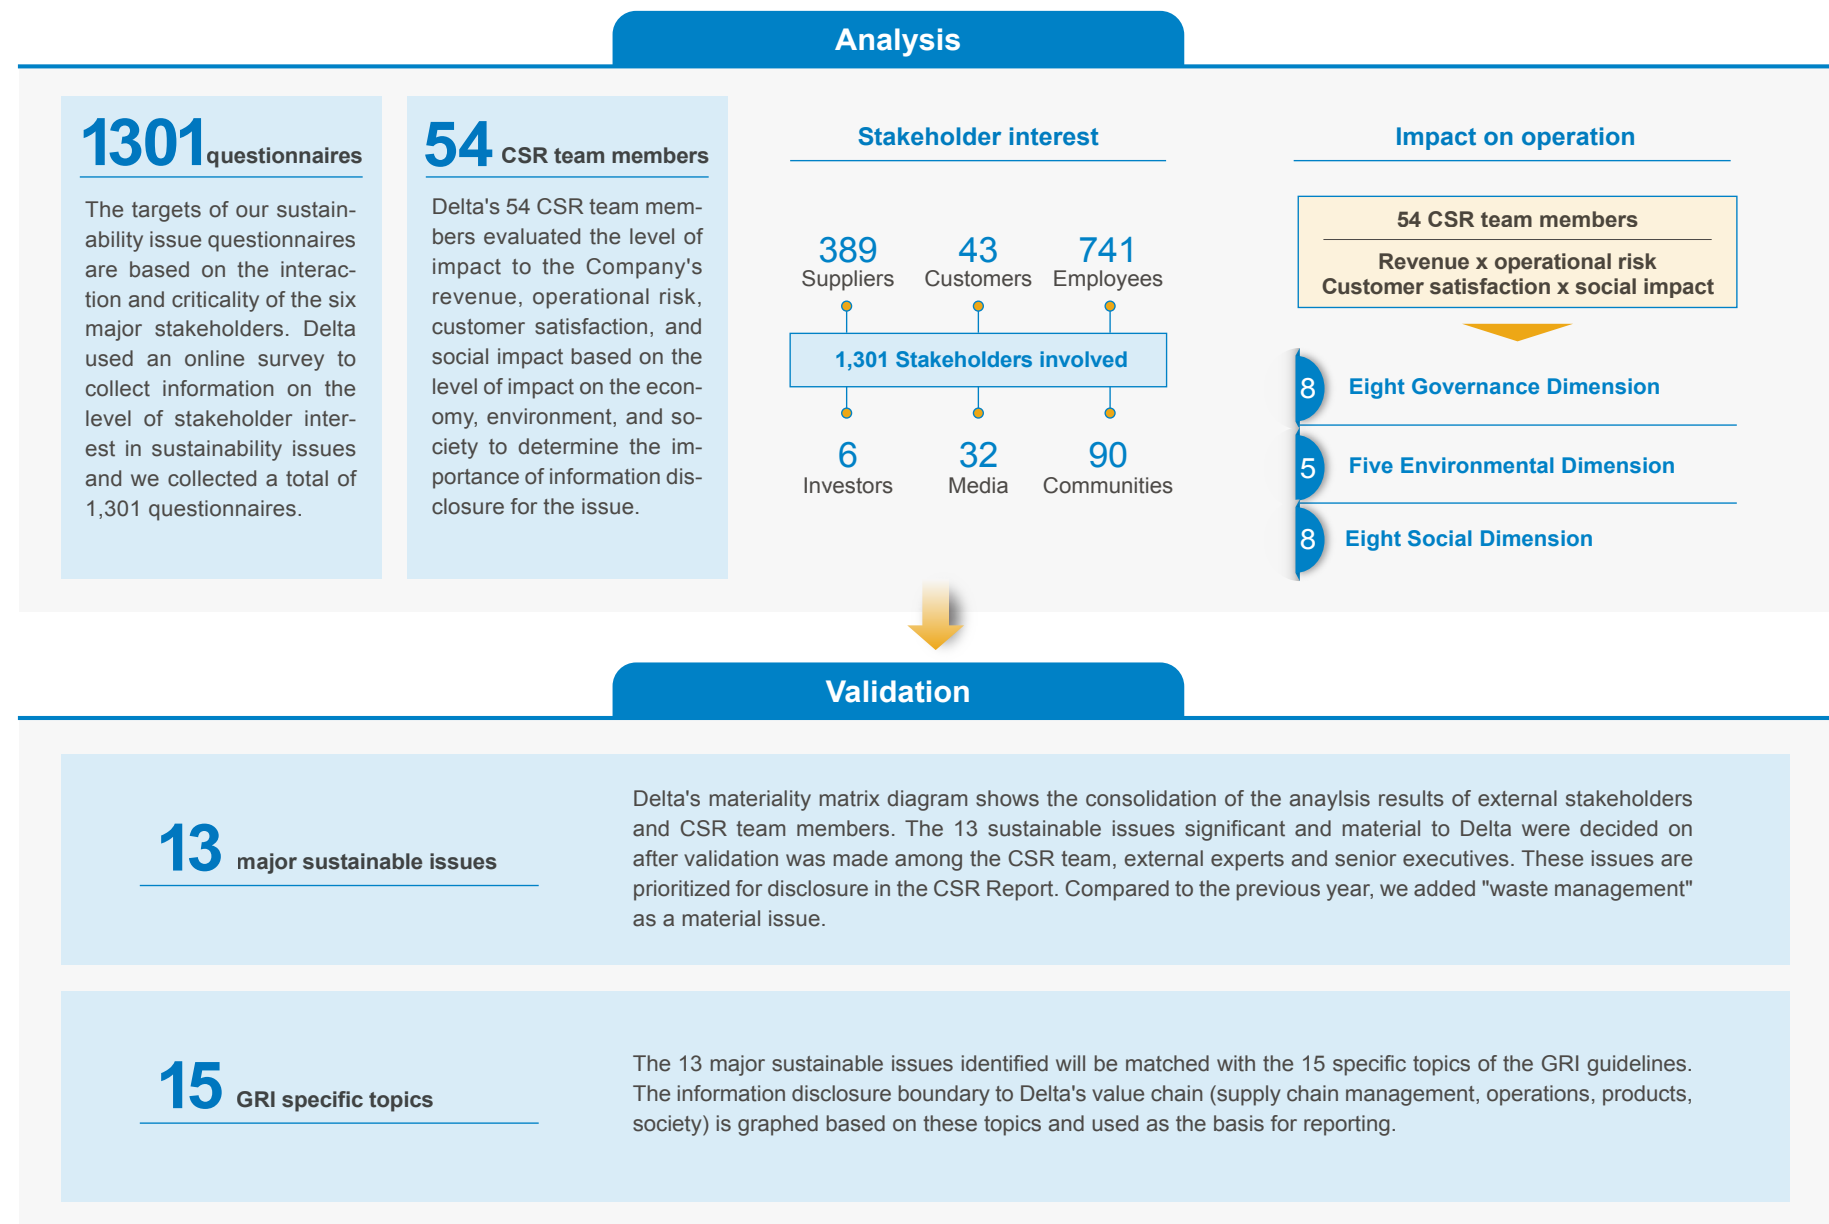 Analysis
1301 questionnaires
The targets of our sustain-
ability issue questionnaires
are based on the interac-
tion and criticality of the six
major stakeholders. Delta
used an online survey to
collect information on the
level of stakeholder inter-
est in sustainability issues
and we collected a total of
1,301 questionnaires.
54 CSR team members
Delta's 54 CSR team mem-
bers evaluated the level of
impact to the Company's
revenue, operational risk,
customer satisfaction, and
social impact based on the
level of impact on the econ-
omy, environment, and so-
ciety to determine the im-
portance of information dis-
closure for the issue.
Stakeholder interest
389 43 741
Suppliers Customers Employees
1,301 Stakeholders involved
6 32 90
Investors Media Communities
Impact on operation
54 CSR team members
Revenue x operational risk
Customer satisfaction x social impact
8 Eight Governance Dimension
5 Five Environmental Dimension
8 Eight Social Dimension
Validation
13 major sustainable issues
Delta's materiality matrix diagram shows the consolidation of the anaylsis results of external stakeholders
and CSR team members. The 13 sustainable issues significant and material to Delta were decided on
after validation was made among the CSR team, external experts and senior executives. These issues are
prioritized for disclosure in the CSR Report. Compared to the previous year, we added "waste management"
as a material issue.
15 GRI specific topics
The 13 major sustainable issues identified will be matched with the 15 specific topics of the GRI guidelines.
The information disclosure boundary to Delta's value chain (supply chain management, operations, products,
society) is graphed based on these topics and used as the basis for reporting.